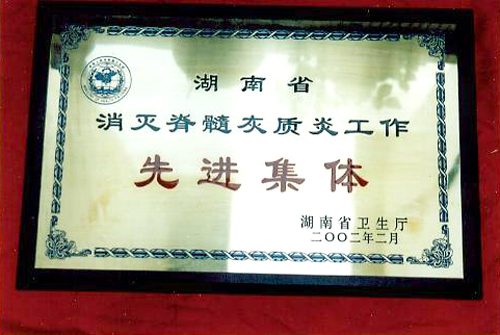 湖南省
消灭脊髓灰质炎工作
先进集体
湖南省卫生厅
二〇〇二年二月